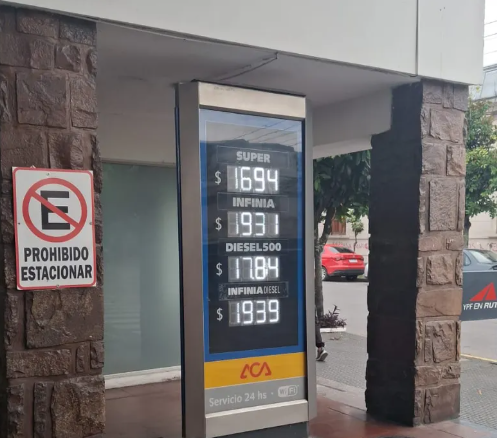 E
PROHIBIDO
ESTACIONAR
SUPER
$ 1694
INFINIA
$ 1931
DIESEL500
$ 1784
INFINIA DIESEL
$ 1939
ACA
Servicio 24 hs - WiFi
YPF EN RUTA